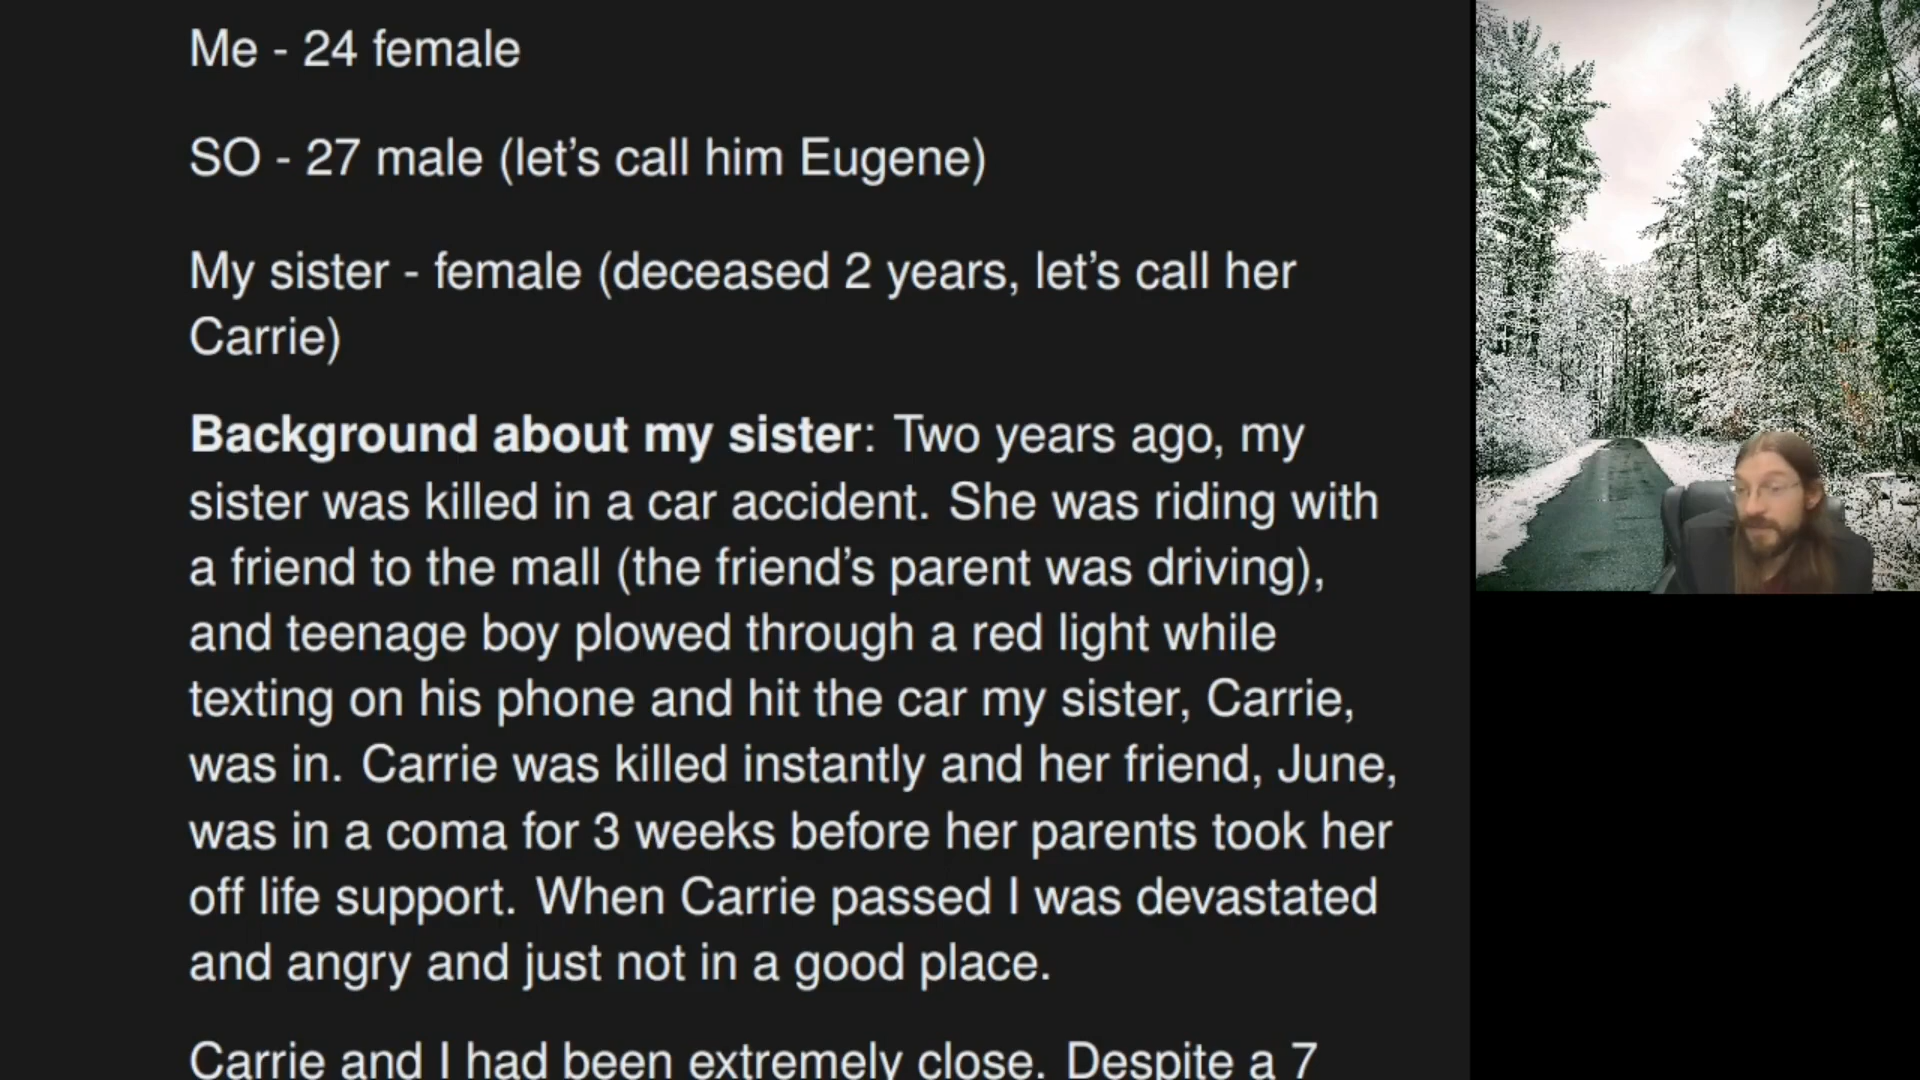 Me - 24 female
SO - 27 male (let’s call him Eugene)
My sister - female (deceased 2 years, let’s call her
Carrie)
Background about my sister: Two years ago, my
sister was killed in a car accident. She was riding with
a friend to the mall (the friend’s parent was driving),
and teenage boy plowed through a red light while
texting on his phone and hit the car my sister, Carrie,
was in. Carrie was killed instantly and her friend, June,
was in a coma for 3 weeks before her parents took her
off life support. When Carrie passed I was devastated
and angry and just not in a good place.
Carrie and I had been extremely close. Despite a 7